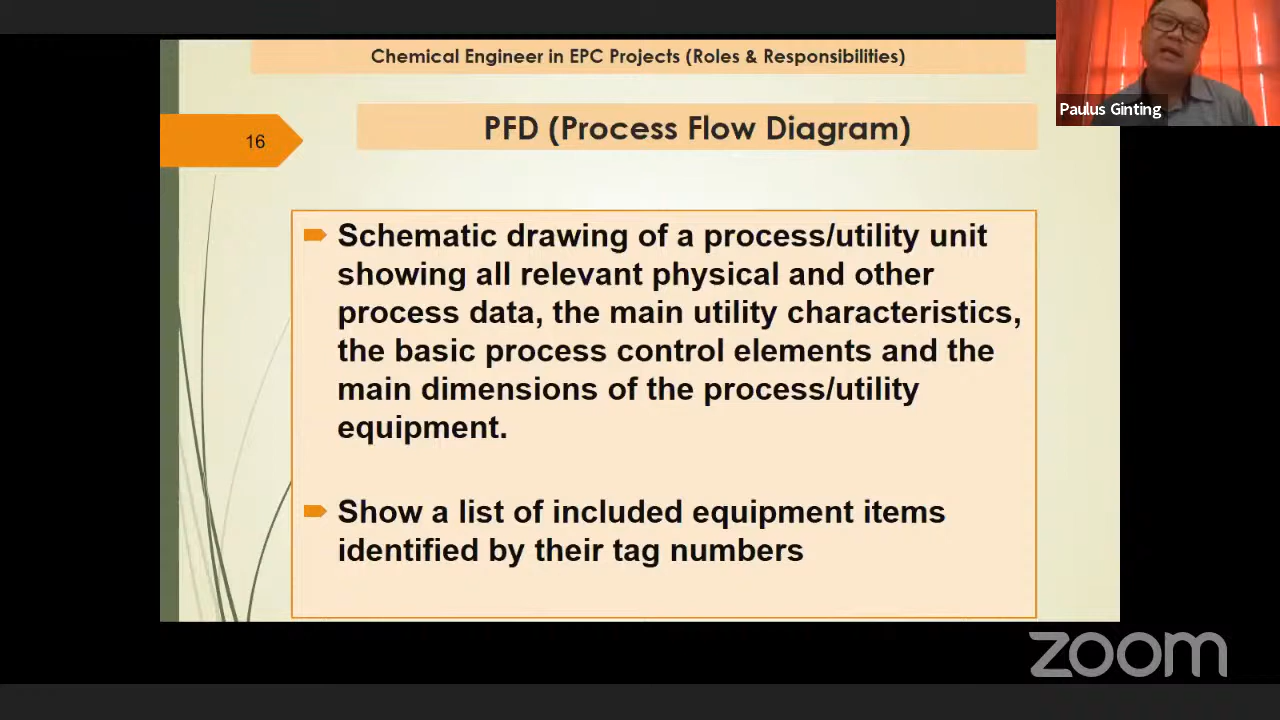 Chemical Engineer in EPC Projects (Roles & Responsibilities)
Paulus Ginting
PFD (Process Flow Diagram)
16
Schematic drawing of a process/utility unit
showing all relevant physical and other
process data, the main utility characteristics,
the basic process control elements and the
main dimensions of the process/utility
equipment.
Show a list of included equipment items
identified by their tag numbers
zoom